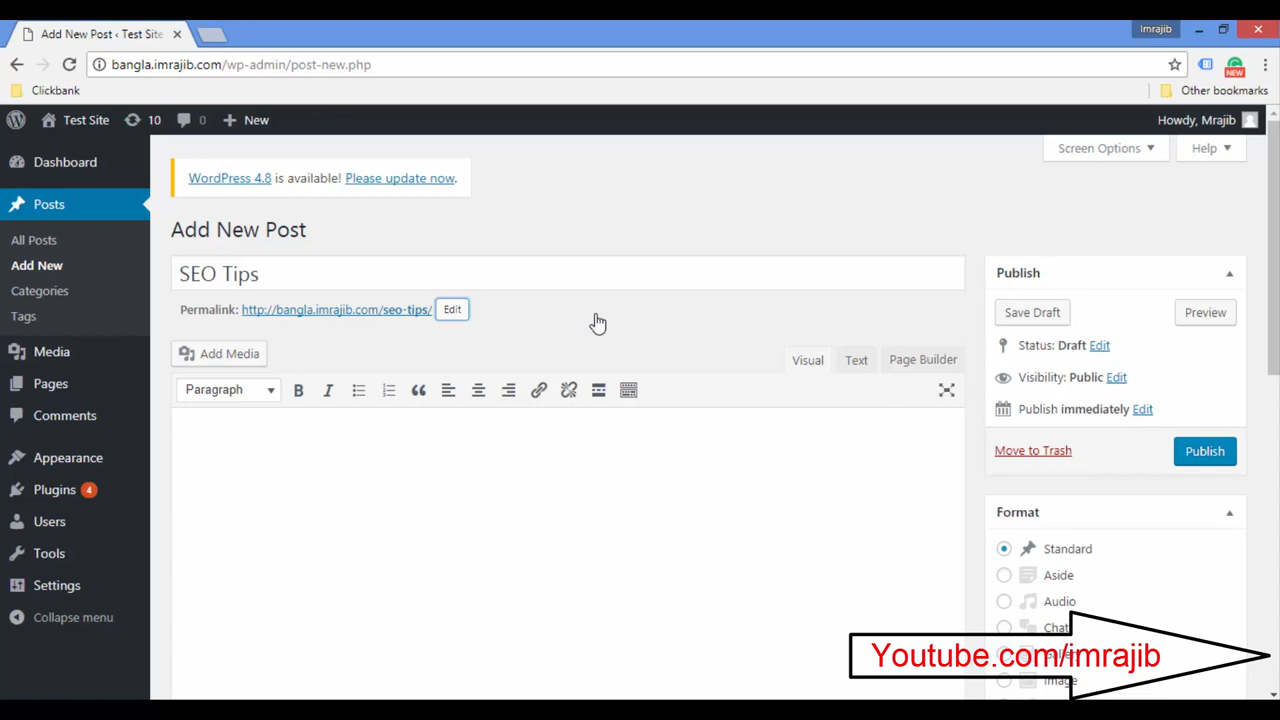 Add New Post ‹ Test Site
Imrajib
bangla.imrajib.com/wp-admin/post-new.php
NEW
Clickbank
Other bookmarks
Test Site
10
0
New
Howdy, Mrajib
Screen Options
Help
Dashboard
Posts
All Posts
Add New
Categories
Tags
Media
Pages
Comments
Appearance
Plugins 4
Users
Tools
Settings
Collapse menu
WordPress 4.8 is available! Please update now.
Add New Post
SEO Tips
Permalink: http://bangla.imrajib.com/seo-tips/ Edit
Add Media
Visual
Text
Page Builder
Paragraph
B I
Publish
Save Draft
Preview
Status: Draft Edit
Visibility: Public Edit
Publish immediately Edit
Move to Trash
Publish
Format
Standard
Aside
Audio
Chat
Image
Youtube.com/imrajib